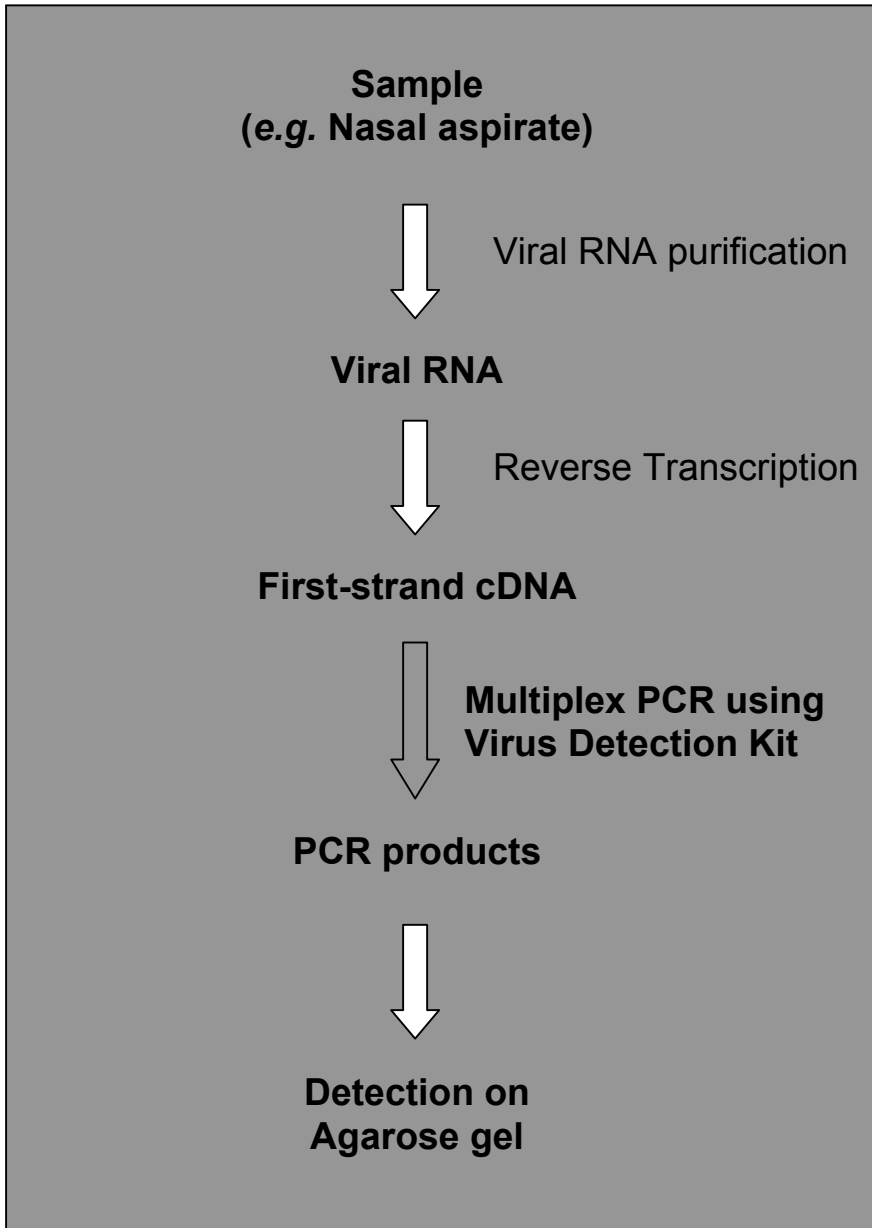 Sample
(e.g. Nasal aspirate)
Viral RNA purification
Viral RNA
Reverse Transcription
First-strand cDNA
Multiplex PCR using
Virus Detection Kit
PCR products
Detection on
Agarose gel